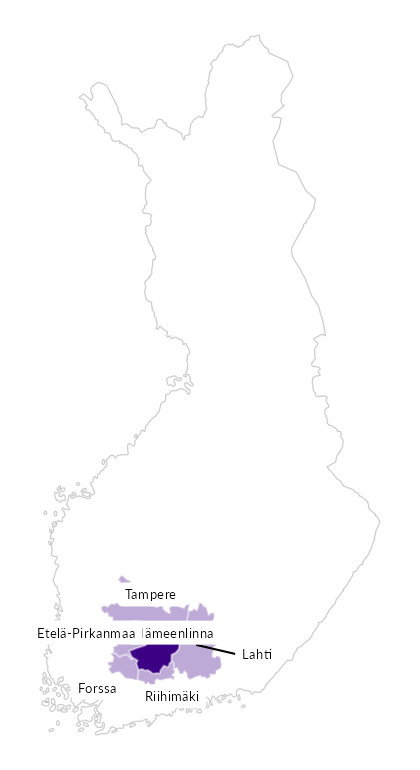 Tampere
Etelä-Pirkanmaa
ämeenlinna
Lahti
Forssa
Riihimäki